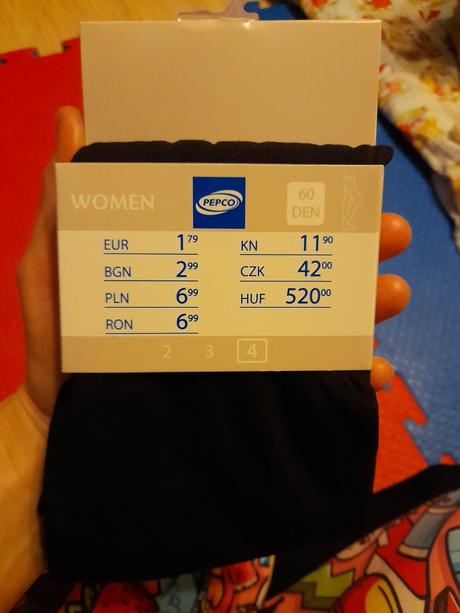 WOMEN
PEPCO
60
DEN
EUR 1 79 KN 11 90
BGN 2 99 CZK 42 00
PLN 6 99 HUF 520 00
RON 6 99
2 3 4